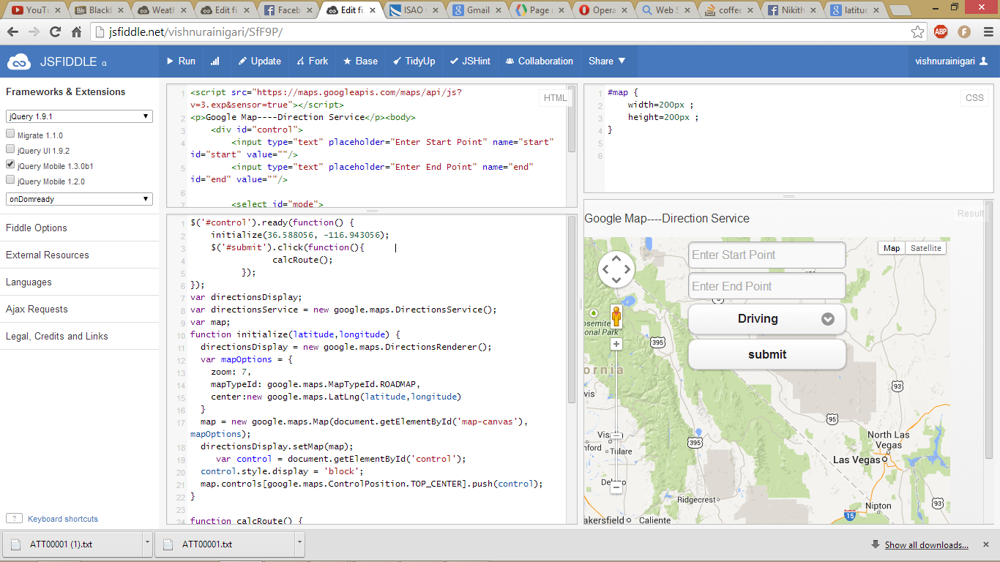 YouTu
Bb Blackl
Weath
Edit fi
Faceb
Edit fi
ISAO
Gmail
Page
Opera
Web S
coffee
Nikith
latitud
jsfiddle.net/vishnurainigari/SfF9P/
ABP
JSFIDDLE α
Run
Update
Fork
Base
TidyUp
JSHint
Collaboration
Share
vishnurainigari
Frameworks & Extensions
jQuery 1.9.1
Migrate 1.1.0
jQuery UI 1.9.2
jQuery Mobile 1.3.0b1
jQuery Mobile 1.2.0
onDomready
Fiddle Options
External Resources
Languages
Ajax Requests
Legal, Credits and Links
? Keyboard shortcuts
HTML
1 <script src="https://maps.googleapis.com/maps/api/js?
v=3.exp&sensor=true"></script>
2 <p>Google Map----Direction Service</p><body>
3 <div id="control">
4 <input type="text" placeholder="Enter Start Point" name="start"
id="start" value=""/>
5 <input type="text" placeholder="Enter End Point" name="end"
id="end" value=""/>
6
7 <select id="mode">
1 $('#control').ready(function() {
2 initialize(36.588056, -116.943056);
3 $('#submit').click(function(){
4 calcRoute();
5 });
6 });
7 var directionsDisplay;
8 var directionsService = new google.maps.DirectionsService();
9 var map;
10 function initialize(latitude,longitude) {
11 directionsDisplay = new google.maps.DirectionsRenderer();
12 var mapOptions = {
13 zoom: 7,
14 mapTypeId: google.maps.MapTypeId.ROADMAP,
15 center:new google.maps.LatLng(latitude,longitude)
16 }
17 map = new google.maps.Map(document.getElementById('map-canvas'),
mapOptions);
18 directionsDisplay.setMap(map);
19 var control = document.getElementById('control');
20 control.style.display = 'block';
21 map.controls[google.maps.ControlPosition.TOP_CENTER].push(control);
22 }
23
24 function calcRoute() {
CSS
1 #map {
2 width=200px ;
3 height=200px ;
4 }
5
6
Result
Google Map----Direction Service
Enter Start Point
Enter End Point
Driving
submit
Map
Satellite
osemite
onal Park
395
ornia
93
95
395
North Las
Vegas
Las Vegas
Tulare
Ridgecrest
Nipton
93
15
akersfield
Caliente
ATT00001 (1).txt
ATT00001.txt
Show all downloads...